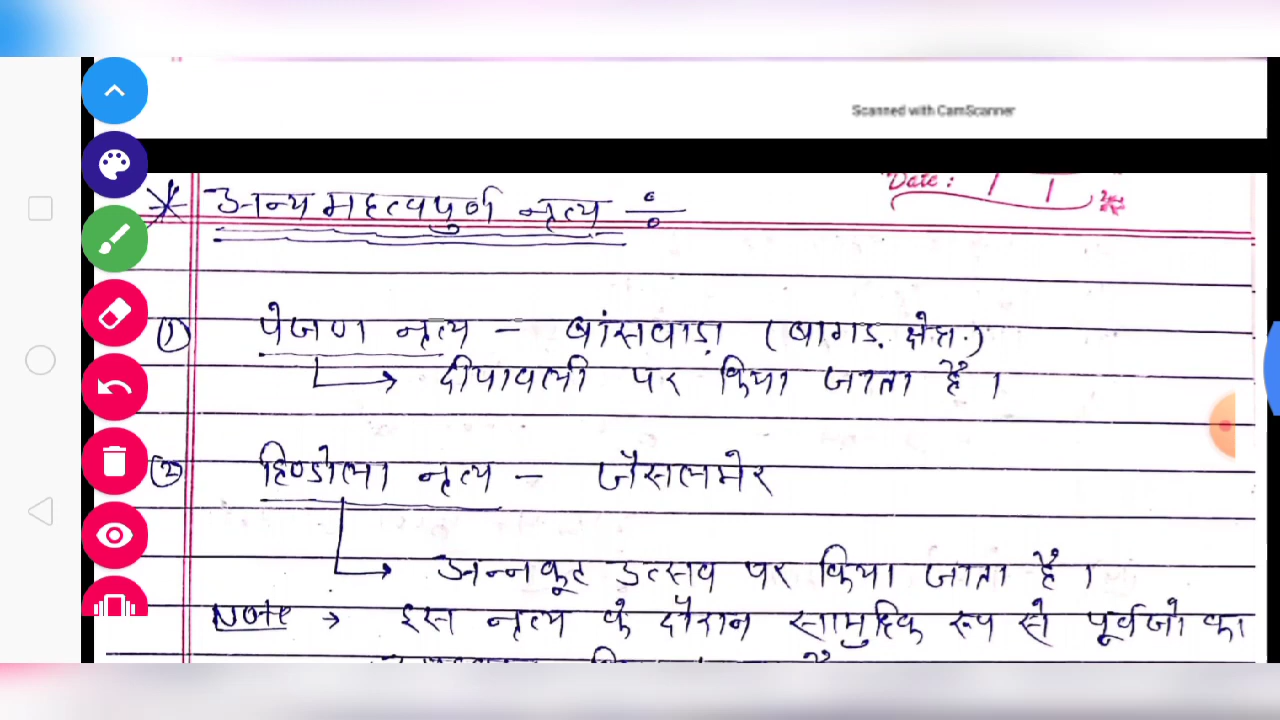 Scanned with CamScanner
Date: / /
* अन्य महत्वपुर्ण नृत्य ÷
(1) पेजण नृत्य - बांसवाड़ा (बागड़ क्षेत्र.)
↳ दीपावली पर किया जाता है ।
(2) हिण्डोला नृत्य - जैसलमेर
↳ अन्नकूट उत्सव पर किया जाता है ।
Note → इस नृत्य के दौरान सामुहिक रूप से पूर्वजो का